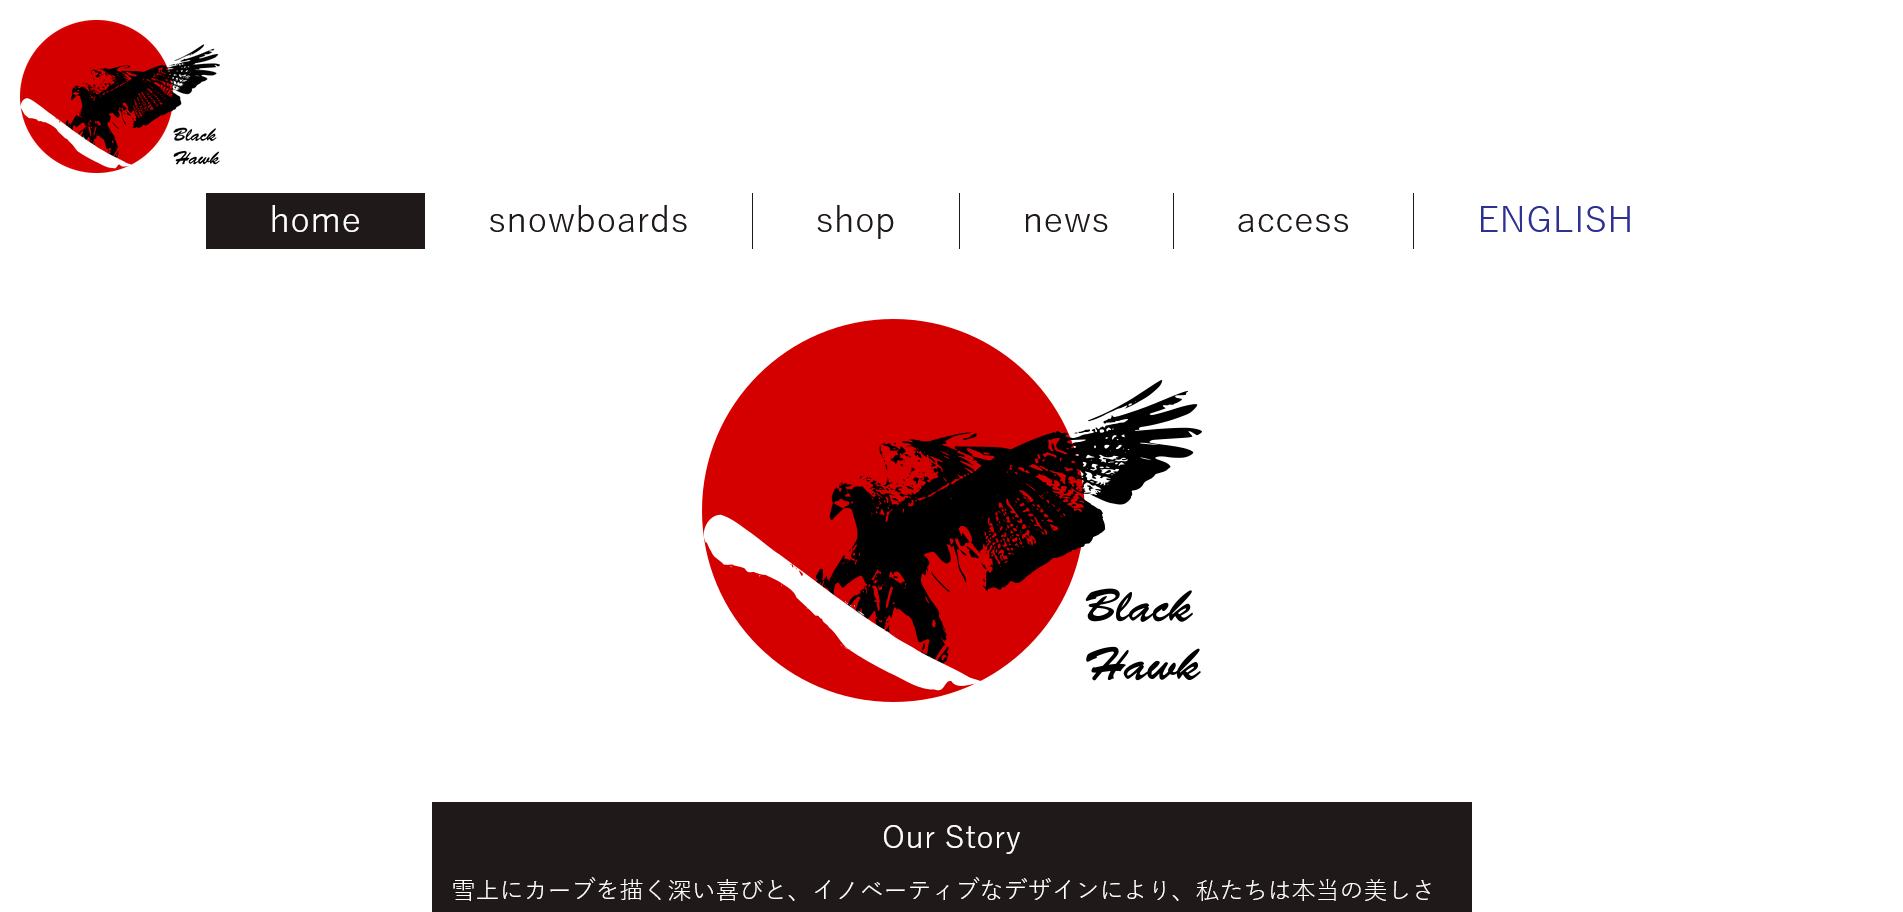 Black
Hawk
home
snowboards
shop
news
access
ENGLISH
Black
Hawk
Our Story
雪上にカーブを描く深い喜びと、イノベーティブなデザインにより、私たちは本当の美しさ